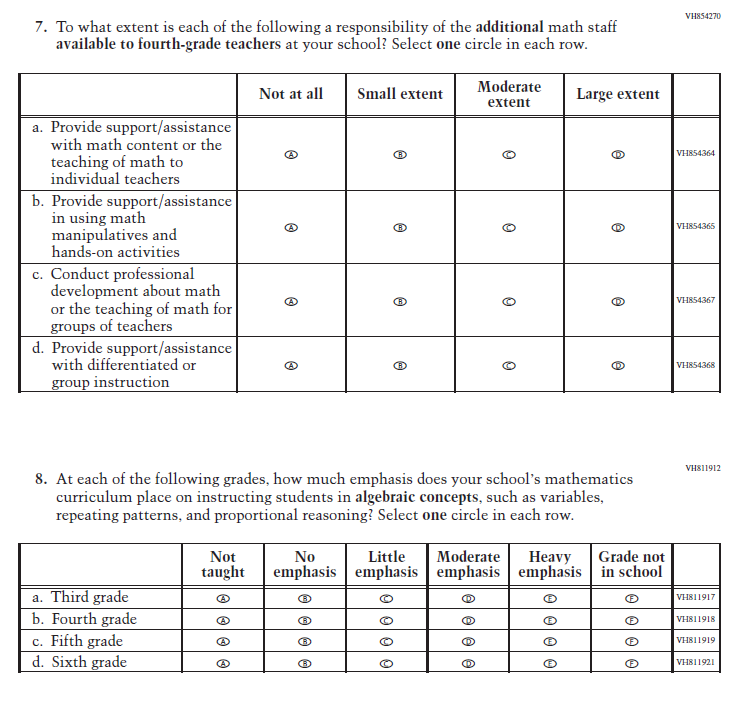 VH854270
7. To what extent is each of the following a responsibility of the additional math staff
available to fourth-grade teachers at your school? Select one circle in each row.
Not at all Small extent Moderate extent Large extent
a. Provide support/assistance
with math content or the
teaching of math to
individual teachers
A B C D VH854364
b. Provide support/assistance
in using math
manipulatives and
hands-on activities
A B C D VH854365
c. Conduct professional
development about math
or the teaching of math for
groups of teachers
A B C D VH854367
d. Provide support/assistance
with differentiated or
group instruction
A B C D VH854368
VH811912
8. At each of the following grades, how much emphasis does your school's mathematics
curriculum place on instructing students in algebraic concepts, such as variables,
repeating patterns, and proportional reasoning? Select one circle in each row.
Not taught No emphasis Little emphasis Moderate emphasis Heavy emphasis Grade not in school
a. Third grade A B C D E F VH811917
b. Fourth grade A B C D E F VH811918
c. Fifth grade A B C D E F VH811919
d. Sixth grade A B C D E F VH811921